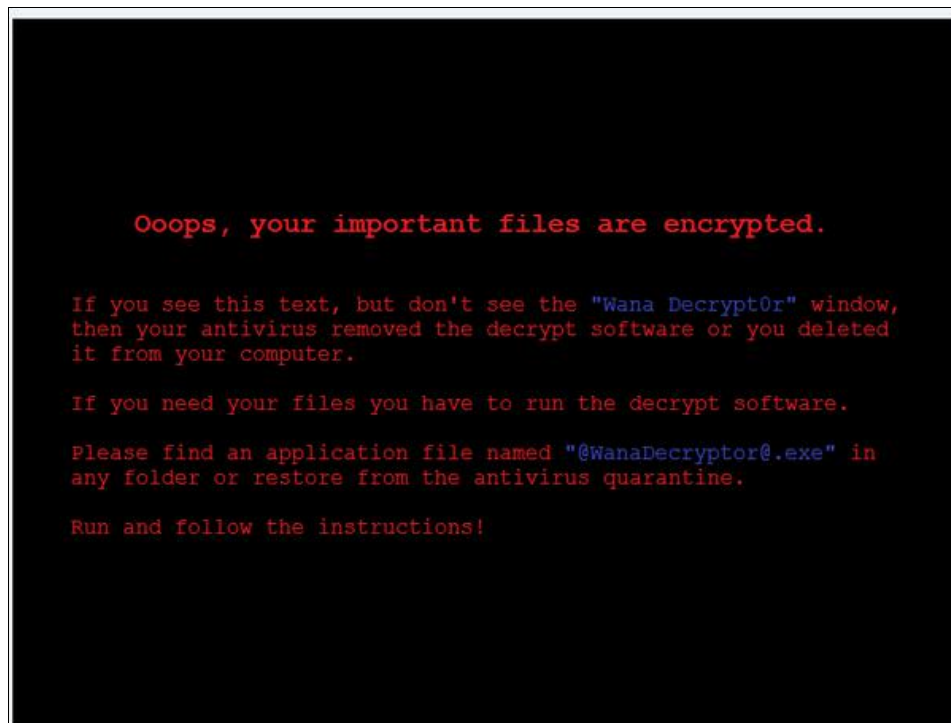 Ooops, your important files are encrypted.
If you see this text, but don't see the "Wana Decrypt0r" window,
then your antivirus removed the decrypt software or you deleted
it from your computer.
If you need your files you have to run the decrypt software.
Please find an application file named "@WanaDecryptor@.exe" in
any folder or restore from the antivirus quarantine.
Run and follow the instructions!